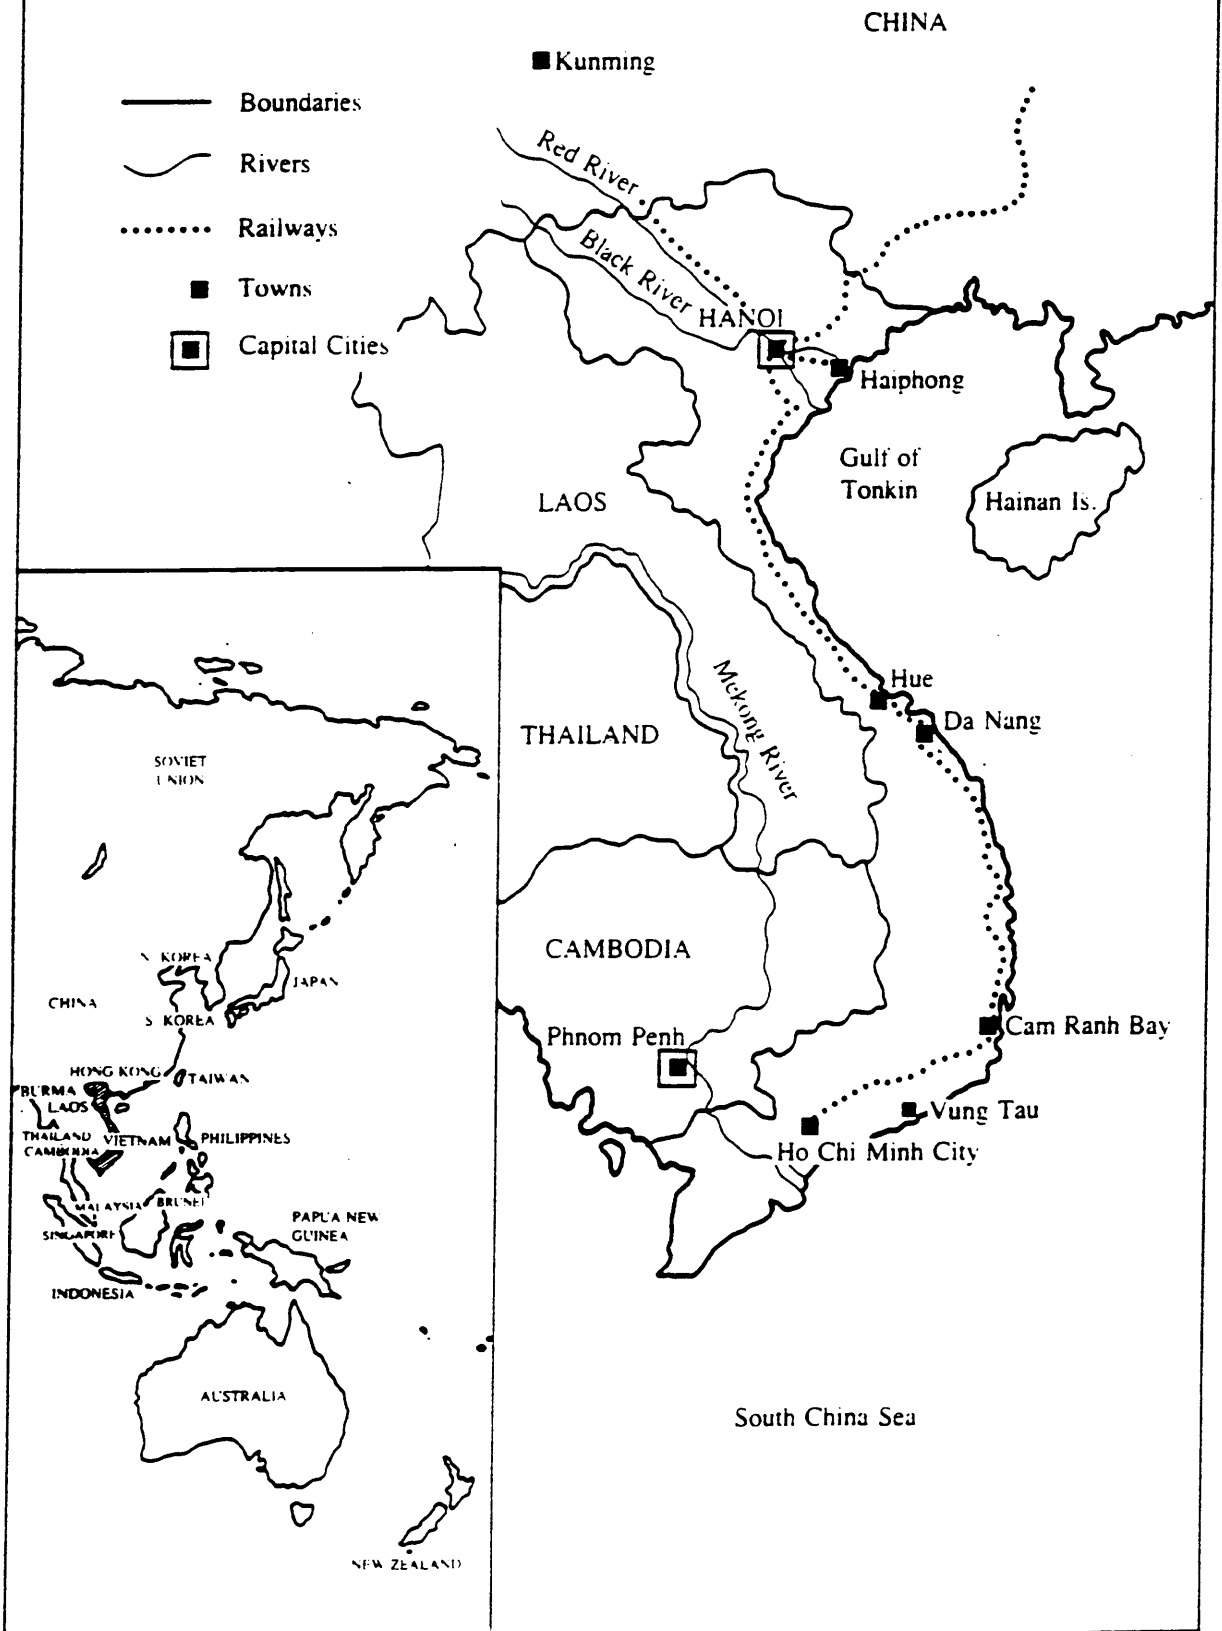 CHINA
Kunming
Boundaries
Rivers
Railways
Towns
Capital Cities
Red River
Black River
HANOI
Haiphong
Gulf of
Tonkin
Hainan Is.
LAOS
Hue
Da Nang
Mekong River
THAILAND
CAMBODIA
Phnom Penh
Cam Ranh Bay
Vung Tau
Ho Chi Minh City
South China Sea
SOVIET
UNION
N. KOREA
JAPAN
CHINA
S. KOREA
HONG KONG
TAIWAN
BURMA
LAOS
THAILAND
VIETNAM
PHILIPPINES
CAMBODIA
MALAYSIA
BRUNEI
SINGAPORE
PAPUA NEW
GUINEA
INDONESIA
AUSTRALIA
NEW ZEALAND